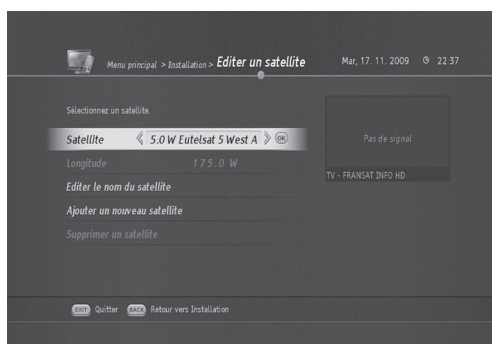 Menu principal > Installation > Editer un satellite
Mar, 17. 11. 2009 22:37
Sélectionnez un satellite.
Satellite 5.0 W Eutelsat 5 West A OK
Longitude 175.0 W
Editer le nom du satellite
Ajouter un nouveau satellite
Supprimer un satellite
Pas de signal
TV - FRANSAT INFO HD
EXIT Quitter BACK Retour vers Installation